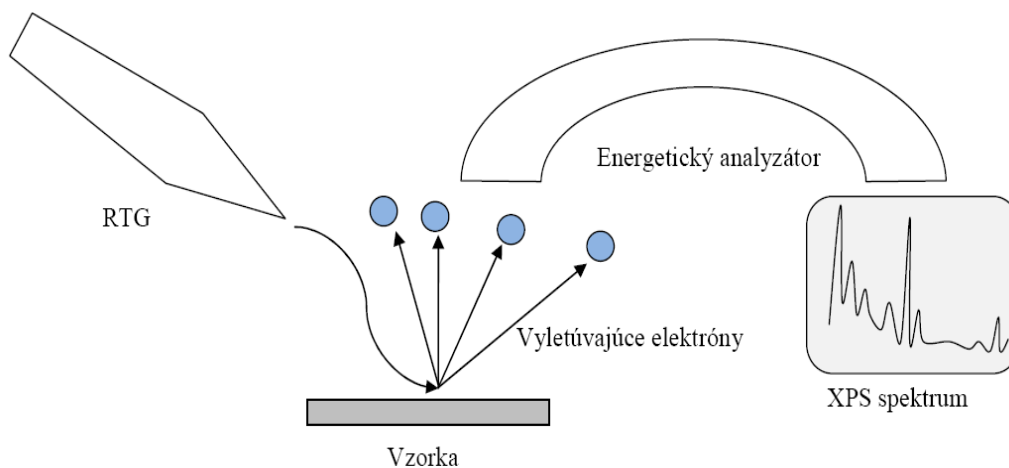 Energetický analyzátor
RTG
Vyletúvajúce elektróny
XPS spektrum
Vzorka